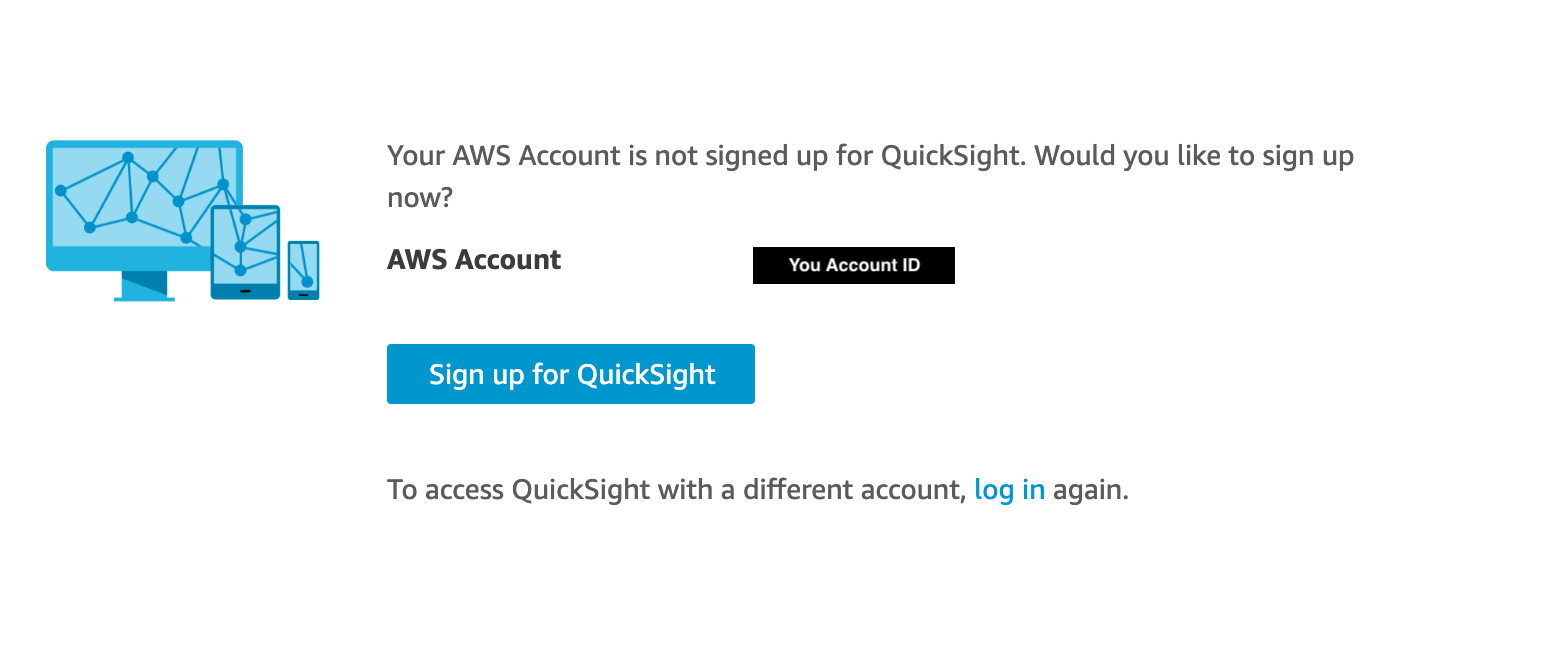 Your AWS Account is not signed up for QuickSight. Would you like to sign up
now?
AWS Account
You Account ID
Sign up for QuickSight
To access QuickSight with a different account, log in again.